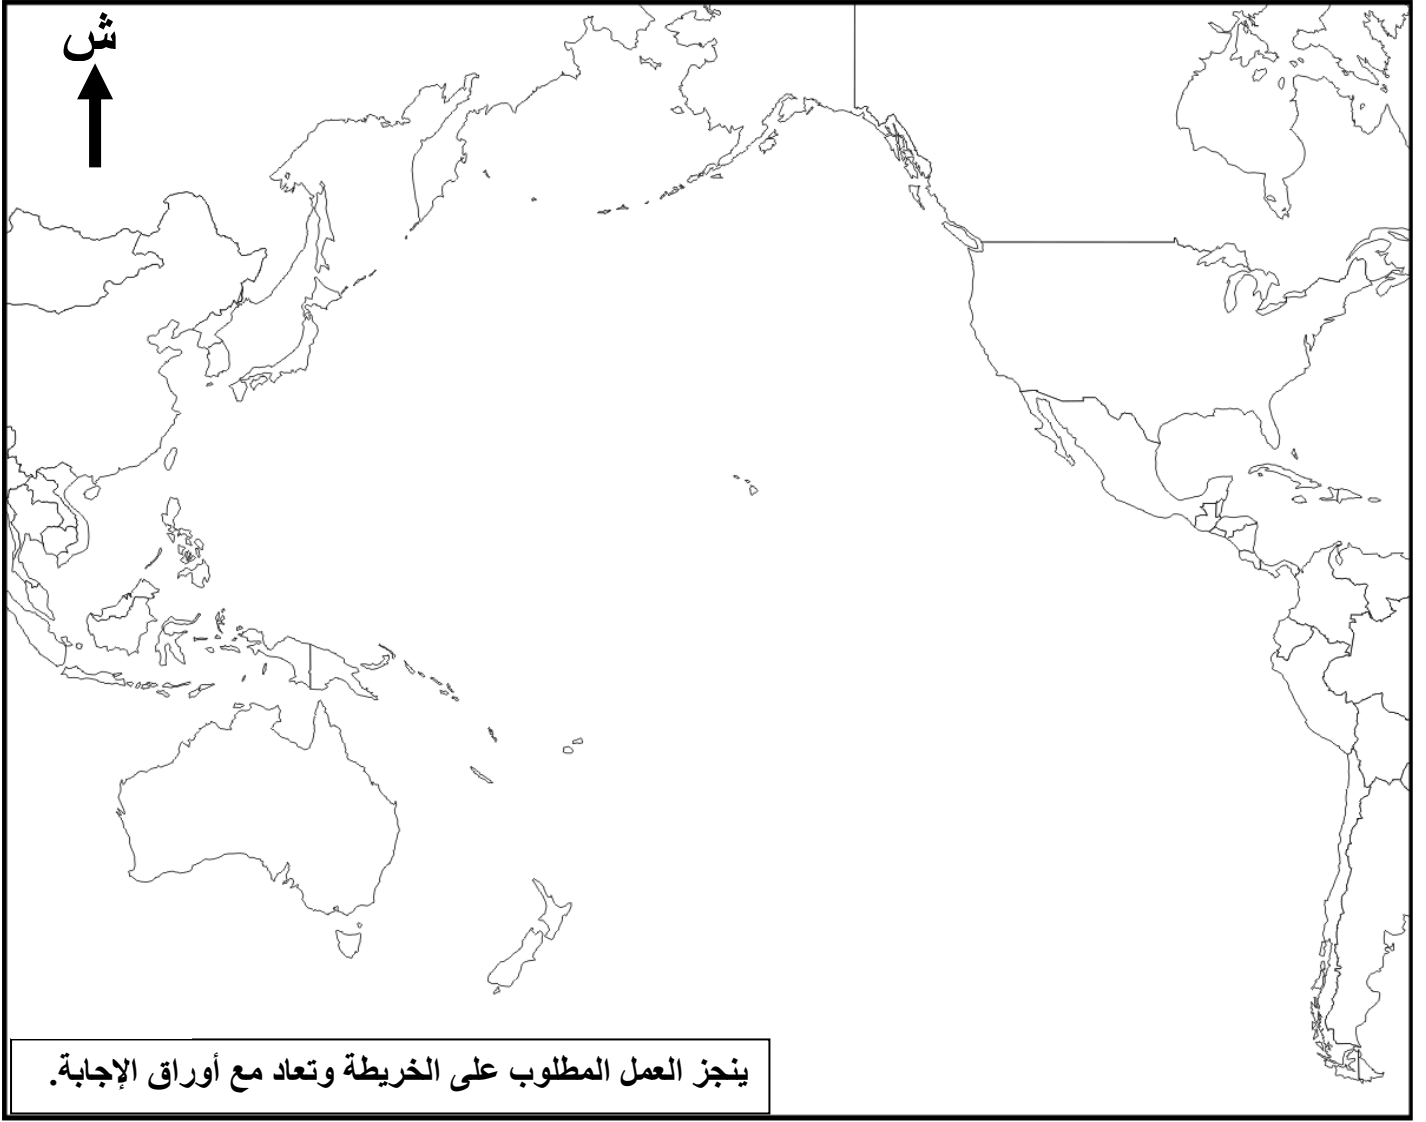 ش
ينجز العمل المطلوب على الخريطة وتعاد مع أوراق الإجابة.